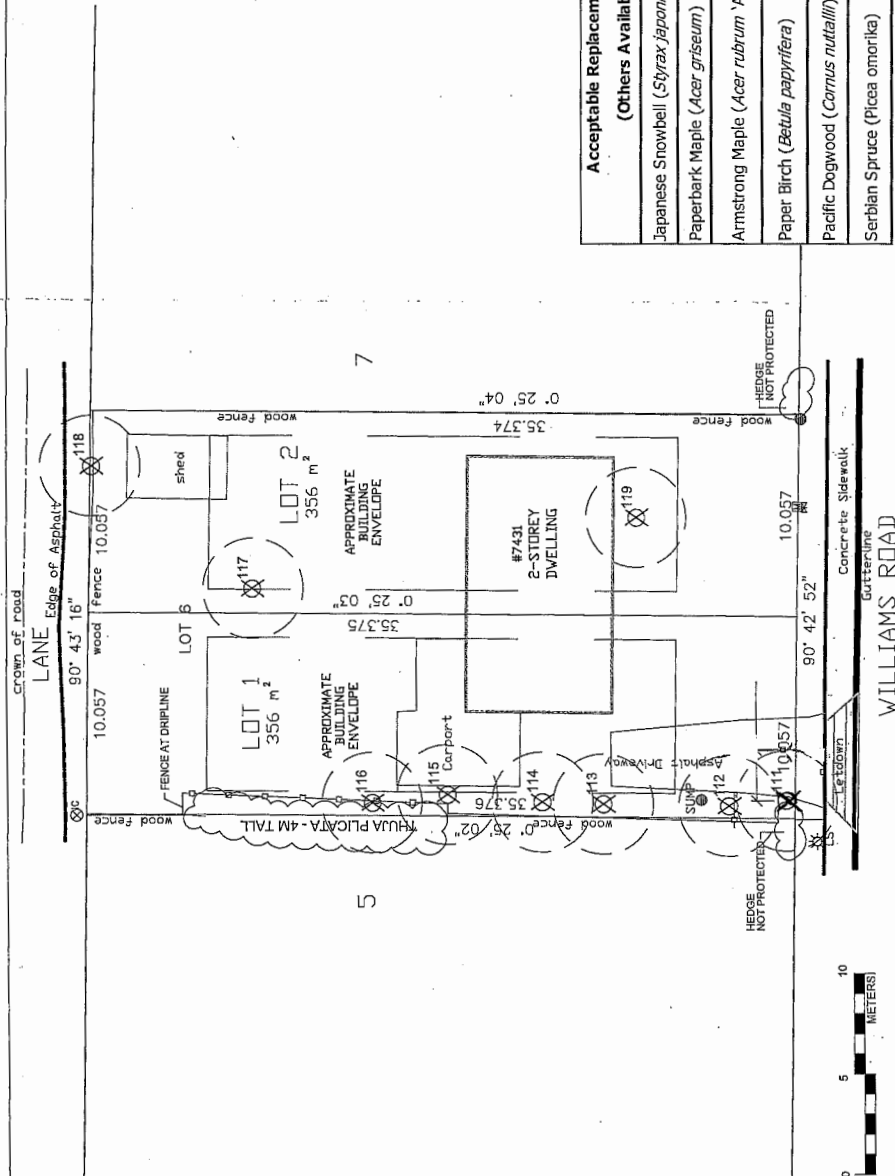 crown of road
LANE
Edge of Asphalt
90° 43' 16"
10.057
wood fence
10.057
118
FENCE AT DRIPLINE
C
wood fence
LOT 6
117
shed
wood fence
LOT 1
356 m²
APPROXIMATE
BUILDING
ENVELOPE
LOT 2
356 m²
APPROXIMATE
BUILDING
ENVELOPE
0° 25' 03"
35.375
0° 25' 04"
35.374
7
5
THUJA PLICATA - 4M TALL
116
115
Carport
35.376
0° 25' 02"
wood fence
114
113
Asphalt Driveway
SUMP
112
111
10.057
#7431
2-STOREY
DWELLING
119
wood fence
HEDGE
NOT PROTECTED
HEDGE
NOT PROTECTED
90° 42' 52"
10.057
Letdown
LS
Concrete Sidewalk
Gutterline
WILLIAMS ROAD
0 5 10
METERS
Acceptable Replacem
(Others Availab
Japanese Snowbell (Styrax japoni
Paperbark Maple (Acer griseum)
Armstrong Maple (Acer rubrum 'A
Paper Birch (Betula papyrifera)
Pacific Dogwood (Cornus nuttallii)
Serbian Spruce (Picea omorika)